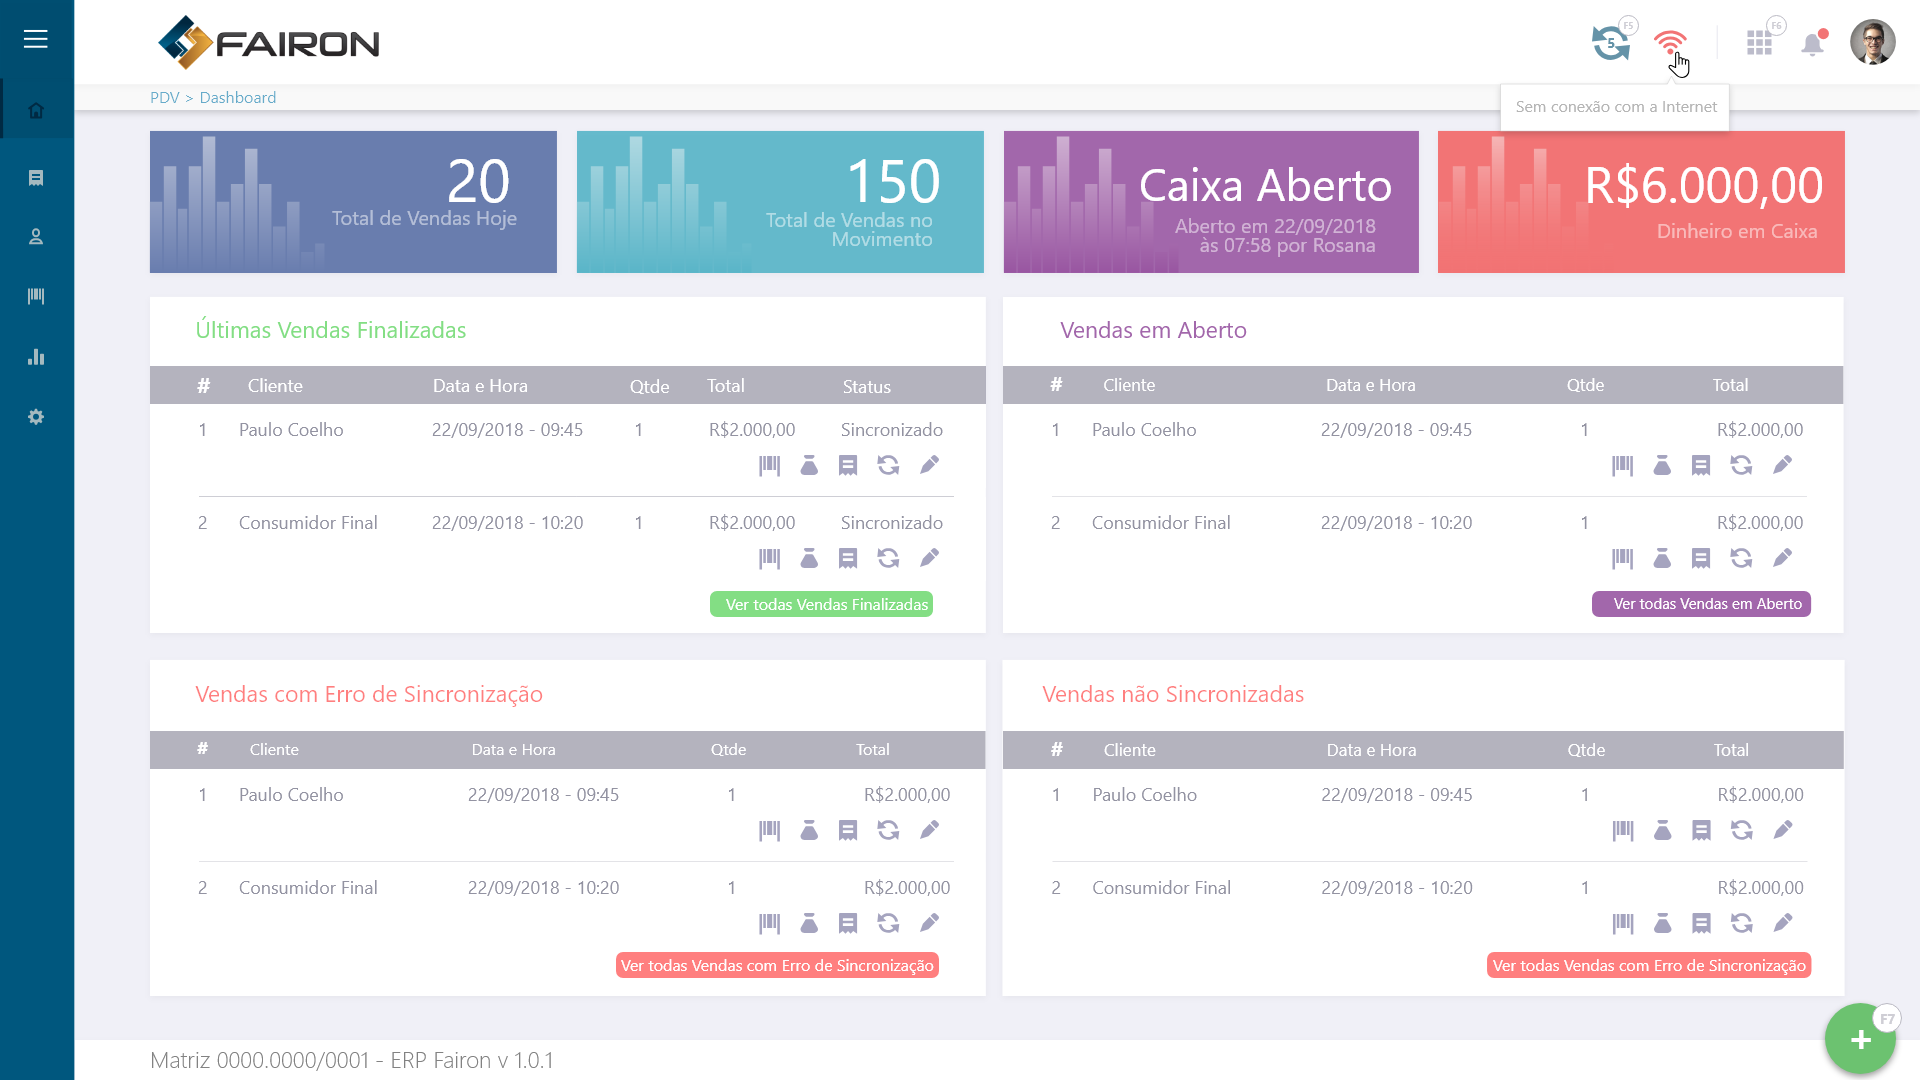 FAIRON
5
F5
F6
PDV > Dashboard
Sem conexão com a Internet
20
Total de Vendas Hoje
150
Total de Vendas no
Movimento
Caixa Aberto
Aberto em 22/09/2018
às 07:58 por Rosana
R$6.000,00
Dinheiro em Caixa
Últimas Vendas Finalizadas
# Cliente Data e Hora Qtde Total Status
1 Paulo Coelho 22/09/2018 - 09:45 1 R$2.000,00 Sincronizado
2 Consumidor Final 22/09/2018 - 10:20 1 R$2.000,00 Sincronizado
Ver todas Vendas Finalizadas
Vendas em Aberto
# Cliente Data e Hora Qtde Total
1 Paulo Coelho 22/09/2018 - 09:45 1 R$2.000,00
2 Consumidor Final 22/09/2018 - 10:20 1 R$2.000,00
Ver todas Vendas em Aberto
Vendas com Erro de Sincronização
# Cliente Data e Hora Qtde Total
1 Paulo Coelho 22/09/2018 - 09:45 1 R$2.000,00
2 Consumidor Final 22/09/2018 - 10:20 1 R$2.000,00
Ver todas Vendas com Erro de Sincronização
Vendas não Sincronizadas
# Cliente Data e Hora Qtde Total
1 Paulo Coelho 22/09/2018 - 09:45 1 R$2.000,00
2 Consumidor Final 22/09/2018 - 10:20 1 R$2.000,00
Ver todas Vendas com Erro de Sincronização
F7
+
Matriz 0000.0000/0001 - ERP Fairon v 1.0.1